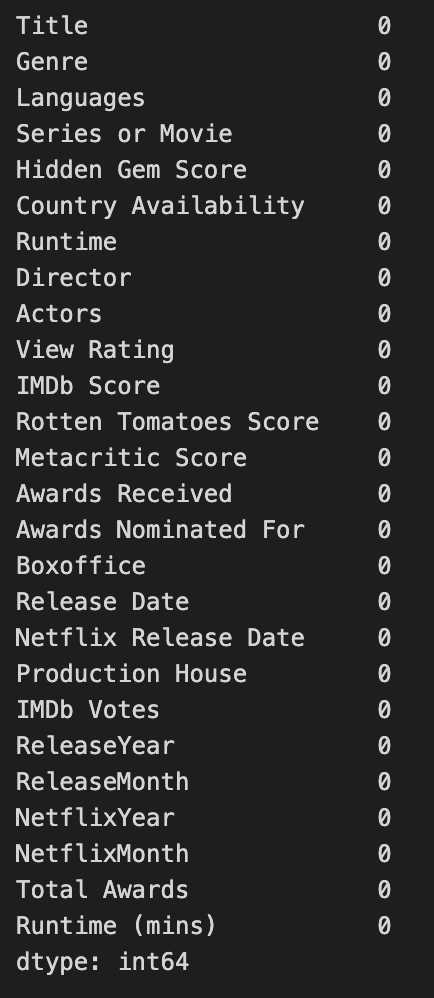 Title 0
Genre 0
Languages 0
Series or Movie 0
Hidden Gem Score 0
Country Availability 0
Runtime 0
Director 0
Actors 0
View Rating 0
IMDb Score 0
Rotten Tomatoes Score 0
Metacritic Score 0
Awards Received 0
Awards Nominated For 0
Boxoffice 0
Release Date 0
Netflix Release Date 0
Production House 0
IMDb Votes 0
ReleaseYear 0
ReleaseMonth 0
NetflixYear 0
NetflixMonth 0
Total Awards 0
Runtime (mins) 0
dtype: int64